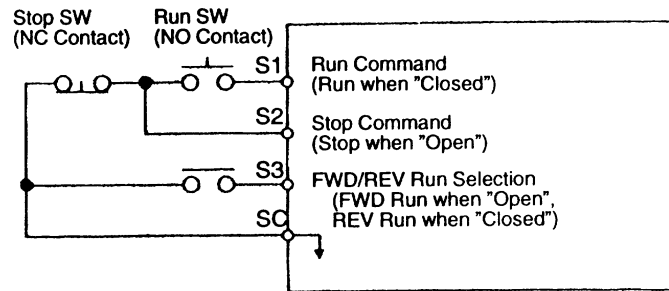 Stop SW
(NC Contact)
Run SW
(NO Contact)
S1
Run Command
(Run when "Closed")
S2
Stop Command
(Stop when "Open")
S3
FWD/REV Run Selection
(FWD Run when "Open",
REV Run when "Closed")
SC